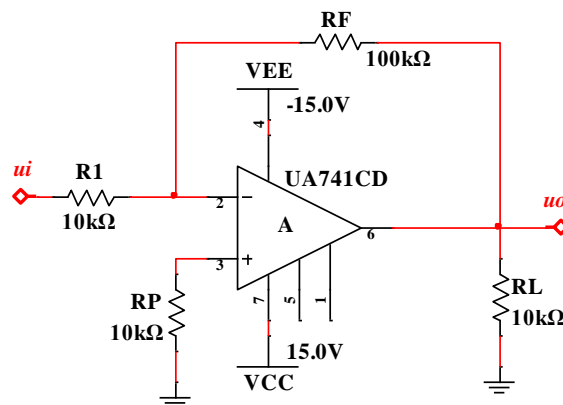 RF
100kΩ
VEE
-15.0V
4
ui
R1
10kΩ
UA741CD
2
A
6
uo
3
RP
10kΩ
7
5
1
RL
10kΩ
15.0V
VCC